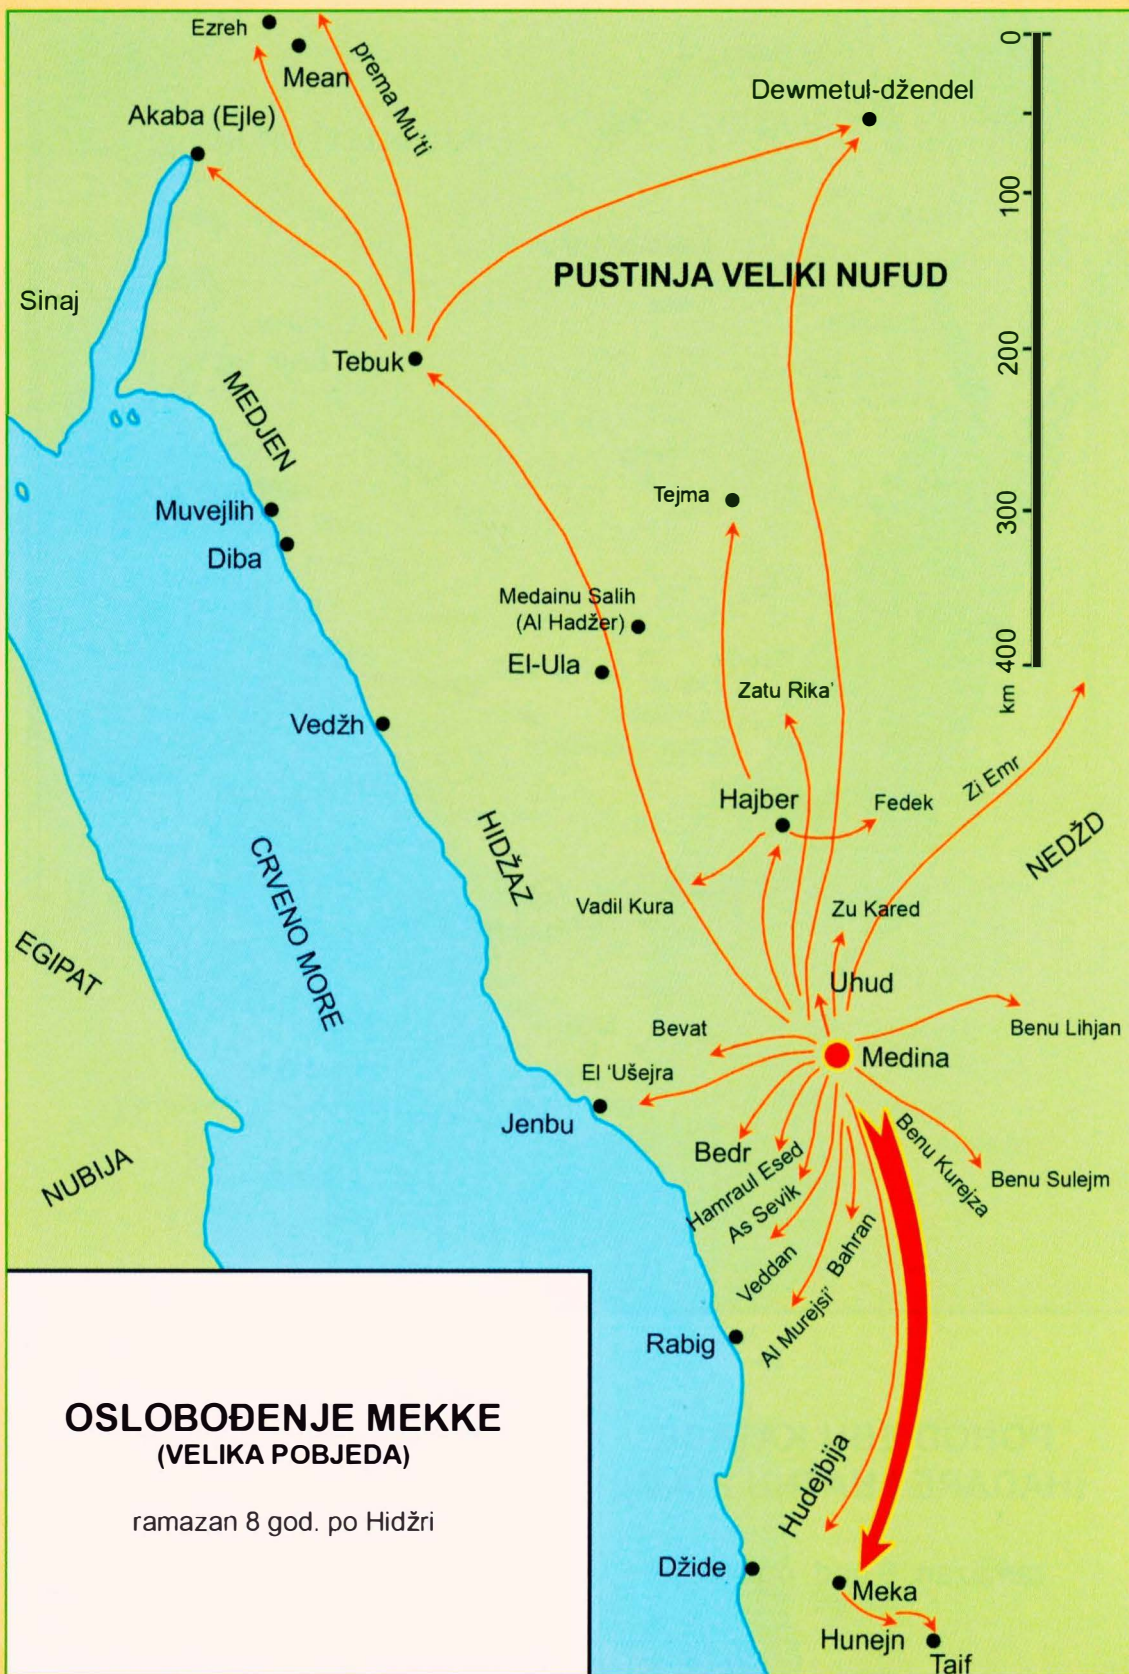 Ezreh
Mean
prema Mu'ti
Akaba (Ejle)
Dewmetul-džendel
0
100
200
300
400
km
PUSTINJA VELIKI NUFUD
Sinaj
Tebuk
MEDJEN
Muvejlih
Diba
Tejma
Medainu Salih
(Al Hadžer)
El-Ula
Zatu Rika'
Vedžh
Hajber
Fedek
Zi Emr
NEDŽD
HIDŽAZ
CRVENO MORE
Vadil Kura
Zu Kared
EGIPAT
Uhud
Bevat
Benu Lihjan
Medina
El 'Ušejra
Jenbu
Bedr
Hamraul Esed
As Sevik
Veddan
Al Murejsi'
Bahran
Benu Kurejza
Benu Sulejm
NUBIJA
Rabig
OSLOBOĐENJE MEKKE
(VELIKA POBJEDA)
ramazan 8 god. po Hidžri
Hudejbija
Džide
Meka
Hunejn
Taif